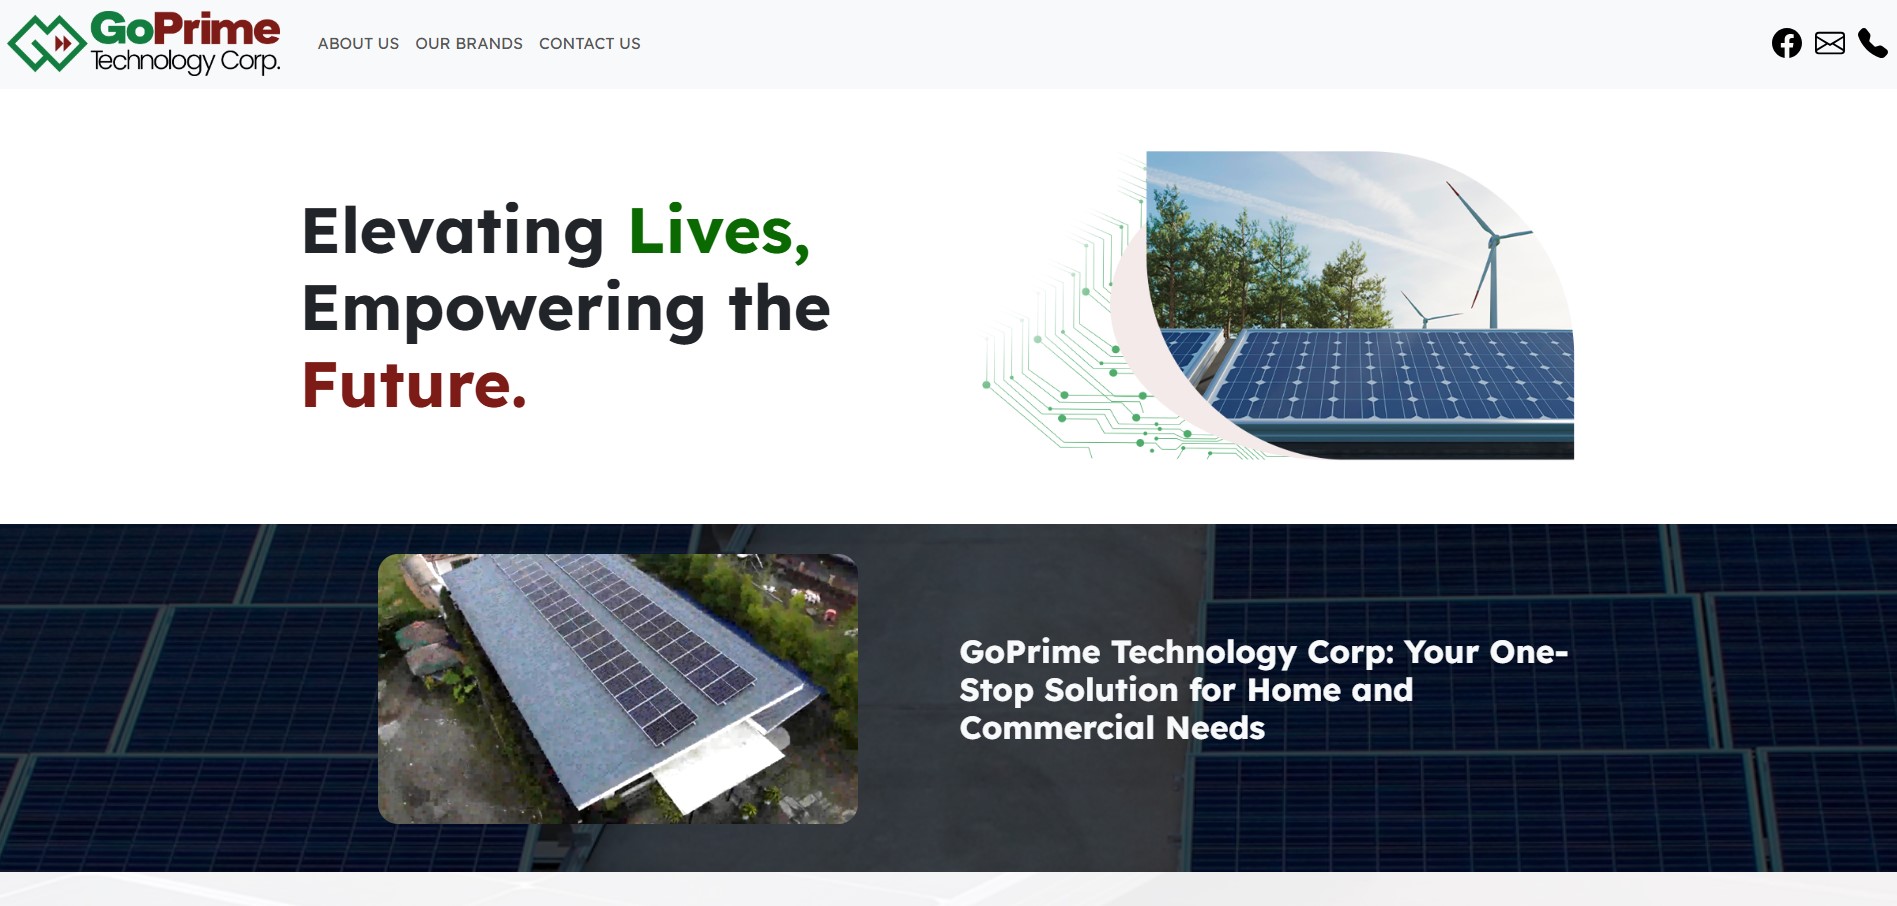 GoPrime
Technology Corp.
ABOUT US OUR BRANDS CONTACT US
Elevating Lives,
Empowering the
Future.
GoPrime Technology Corp: Your One-
Stop Solution for Home and
Commercial Needs